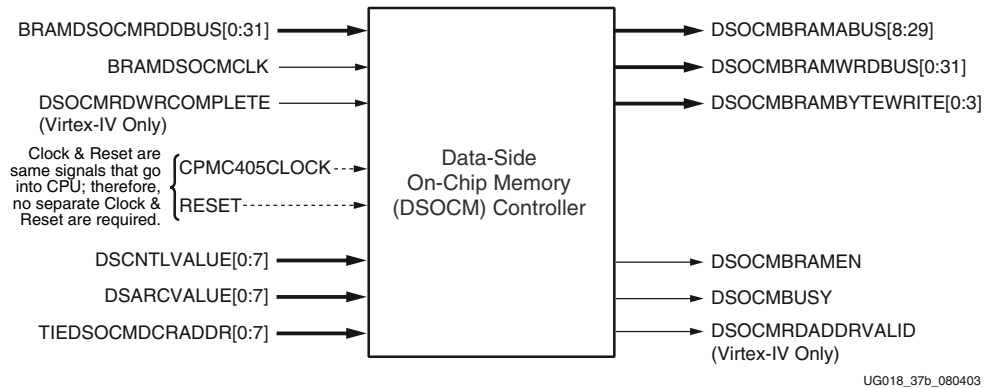 BRAMDSOCMRDDBUS[0:31]
BRAMDSOCMCLK
DSOCMRDWRCOMPLETE
(Virtex-IV Only)
Clock & Reset are
same signals that go
into CPU; therefore,
no separate Clock &
Reset are required.
CPMC405CLOCK
RESET
DSCNTLVALUE[0:7]
DSARCVALUE[0:7]
TIEDSOCMDCRADDR[0:7]
Data-Side
On-Chip Memory
(DSOCM) Controller
DSOCMBRAMABUS[8:29]
DSOCMBRAMWRDBUS[0:31]
DSOCMBRAMBYTEWRITE[0:3]
DSOCMBRAMEN
DSOCMBUSY
DSOCMRDADDRVALID
(Virtex-IV Only)
UG018_37b_080403